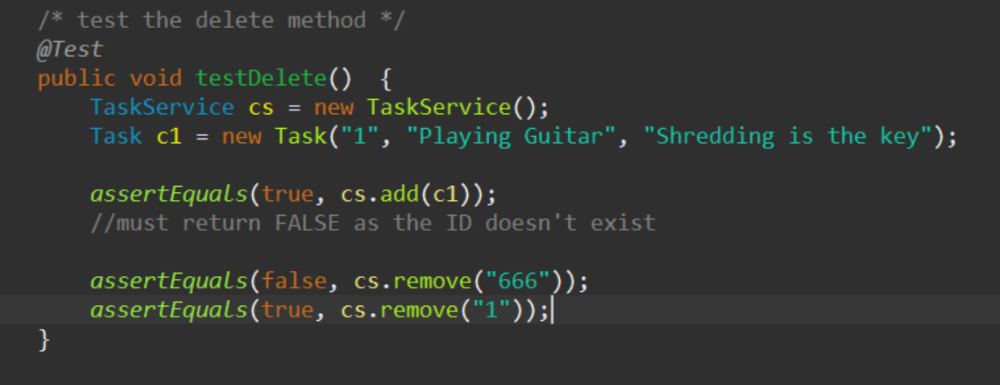 /* test the delete method */
@Test
public void testDelete()  {
    TaskService cs = new TaskService();
    Task c1 = new Task("1", "Playing Guitar", "Shredding is the key");

    assertEquals(true, cs.add(c1));
    //must return FALSE as the ID doesn't exist

    assertEquals(false, cs.remove("666"));
    assertEquals(true, cs.remove("1"));
}